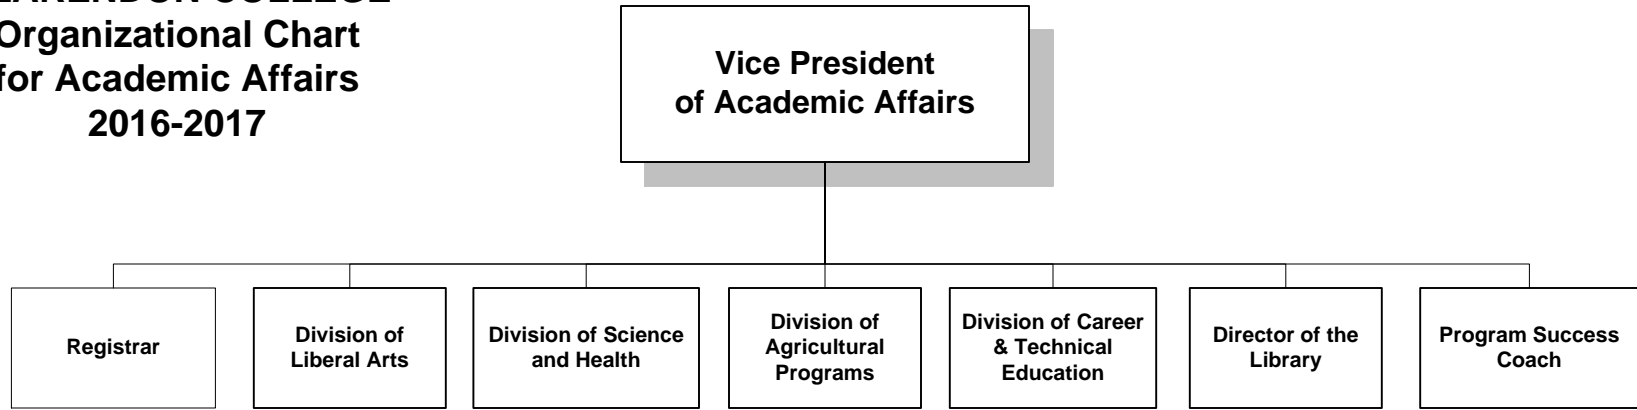 Organizational Chart
for Academic Affairs
2016-2017
Vice President
of Academic Affairs
Registrar
Division of
Liberal Arts
Division of Science
and Health
Division of
Agricultural
Programs
Division of Career
& Technical
Education
Director of the
Library
Program Success
Coach